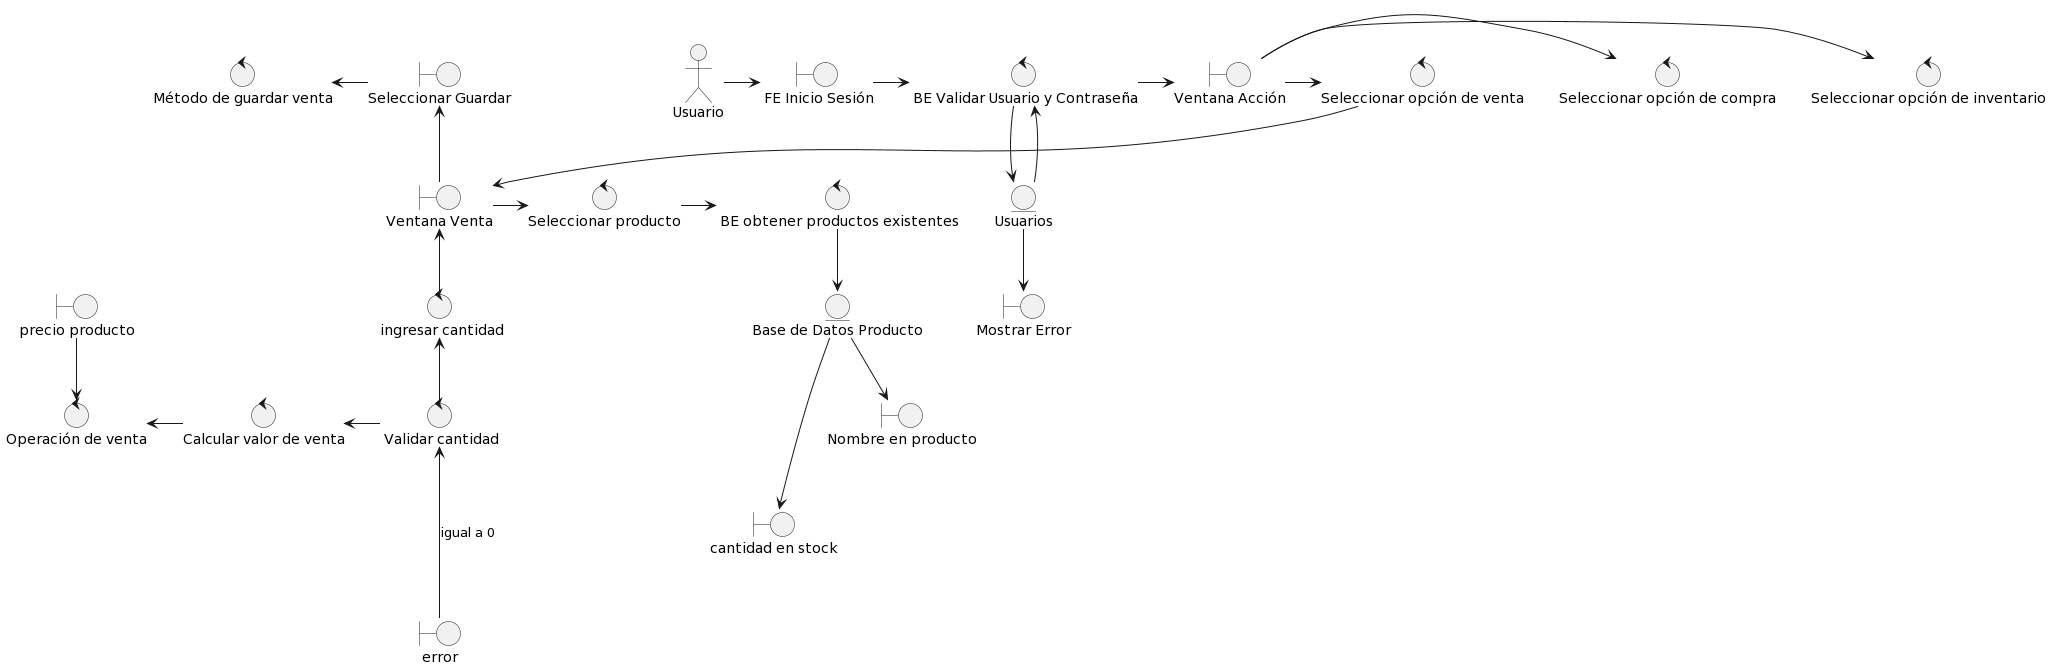 Método de guardar venta
Seleccionar Guardar
Usuario
FE Inicio Sesión
BE Validar Usuario y Contraseña
Ventana Acción
Seleccionar opción de venta
Seleccionar opción de compra
Seleccionar opción de inventario
Ventana Venta
Seleccionar producto
BE obtener productos existentes
Usuarios
precio producto
ingresar cantidad
Base de Datos Producto
Mostrar Error
Operación de venta
Calcular valor de venta
Validar cantidad
Nombre en producto
igual a 0
cantidad en stock
error